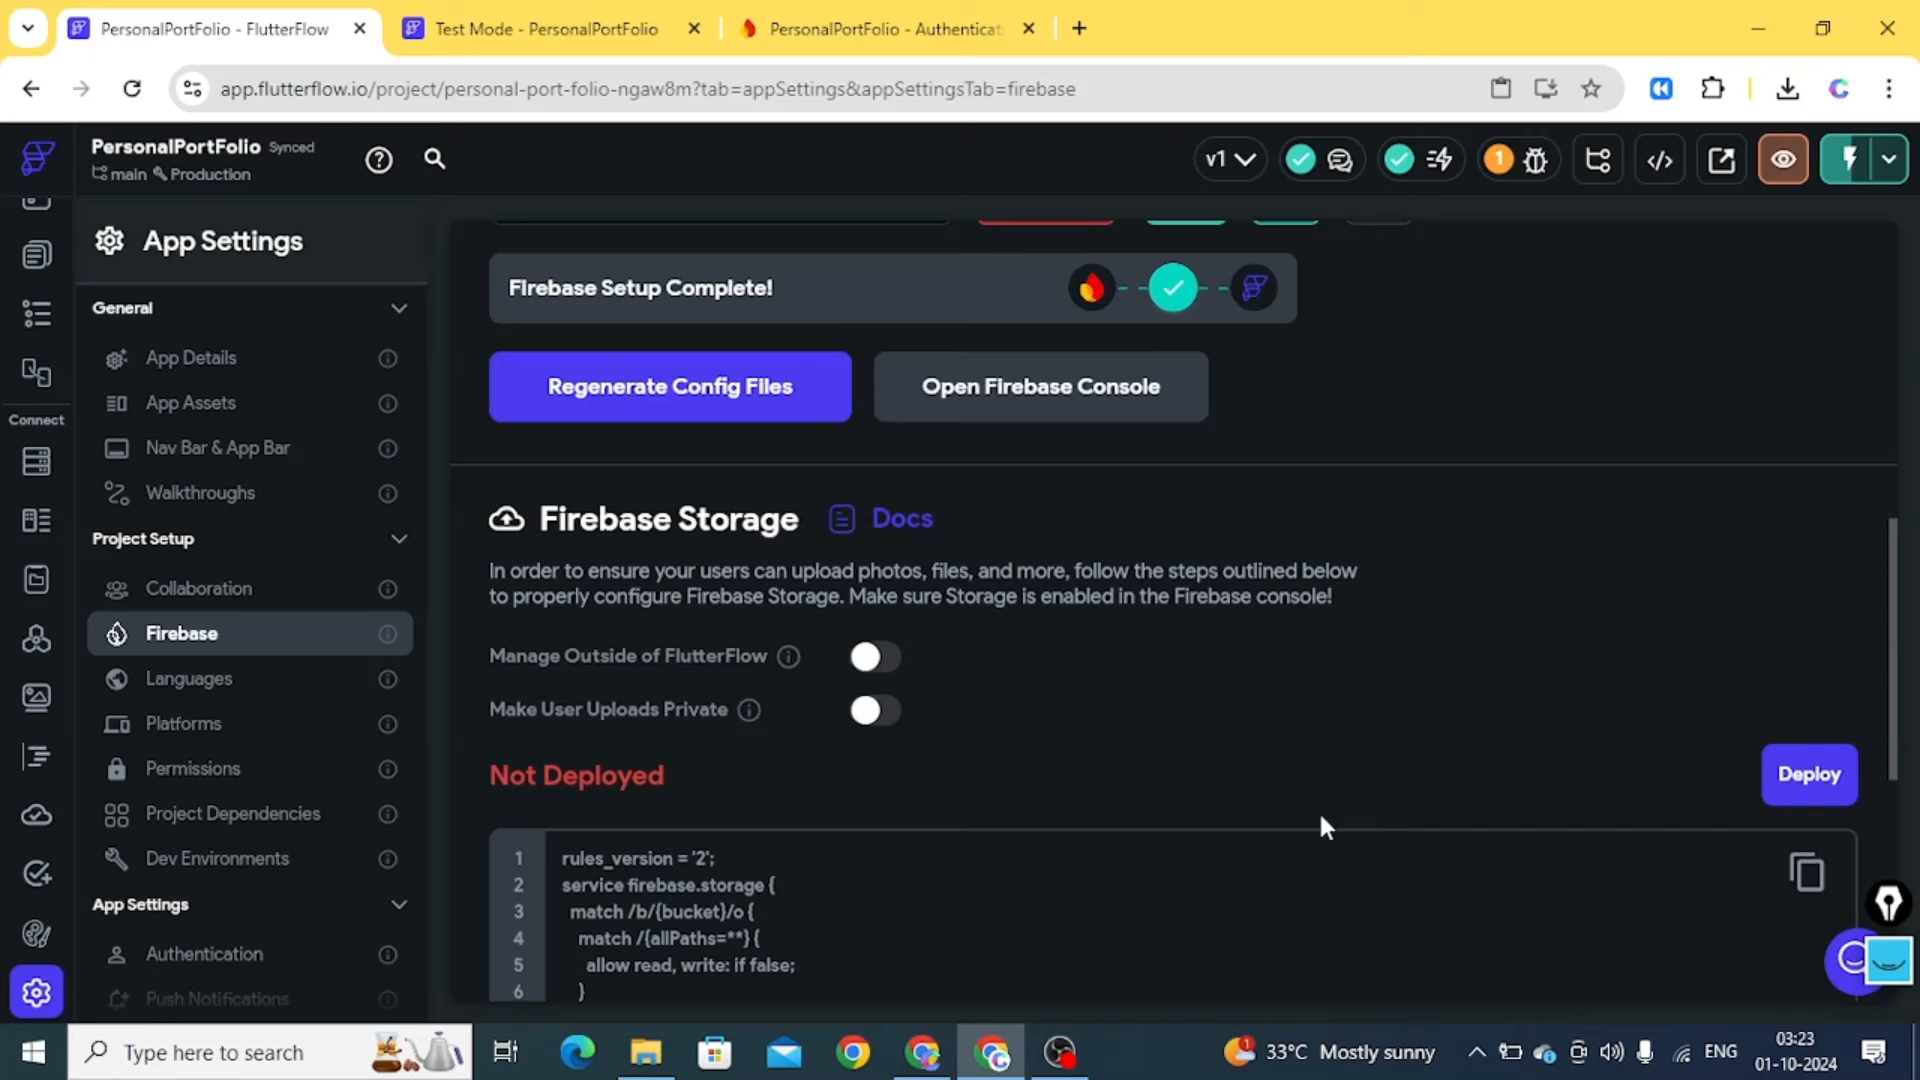 PersonalPortFolio - FlutterFlow
Test Mode - PersonalPortFolio
PersonalPortFolio - Authenticat
app.flutterflow.io/project/personal-port-folio-ngaw8m?tab=appSettings&appSettingsTab=firebase
PersonalPortFolio Synced
main Production
v1
1
App Settings
General
App Details
App Assets
Nav Bar & App Bar
Walkthroughs
Connect
Project Setup
Collaboration
Firebase
Languages
Platforms
Permissions
Project Dependencies
Dev Environments
App Settings
Authentication
Push Notifications
Firebase Setup Complete!
Regenerate Config Files
Open Firebase Console
Firebase Storage Docs
In order to ensure your users can upload photos, files, and more, follow the steps outlined below
to properly configure Firebase Storage. Make sure Storage is enabled in the Firebase console!
Manage Outside of FlutterFlow
Make User Uploads Private
Not Deployed
Deploy
1 rules_version = '2';
2 service firebase.storage {
3 match /b/{bucket}/o {
4 match /{allPaths=**} {
5 allow read, write: if false;
6 }
Type here to search
1
33°C Mostly sunny
ENG
03:23
01-10-2024